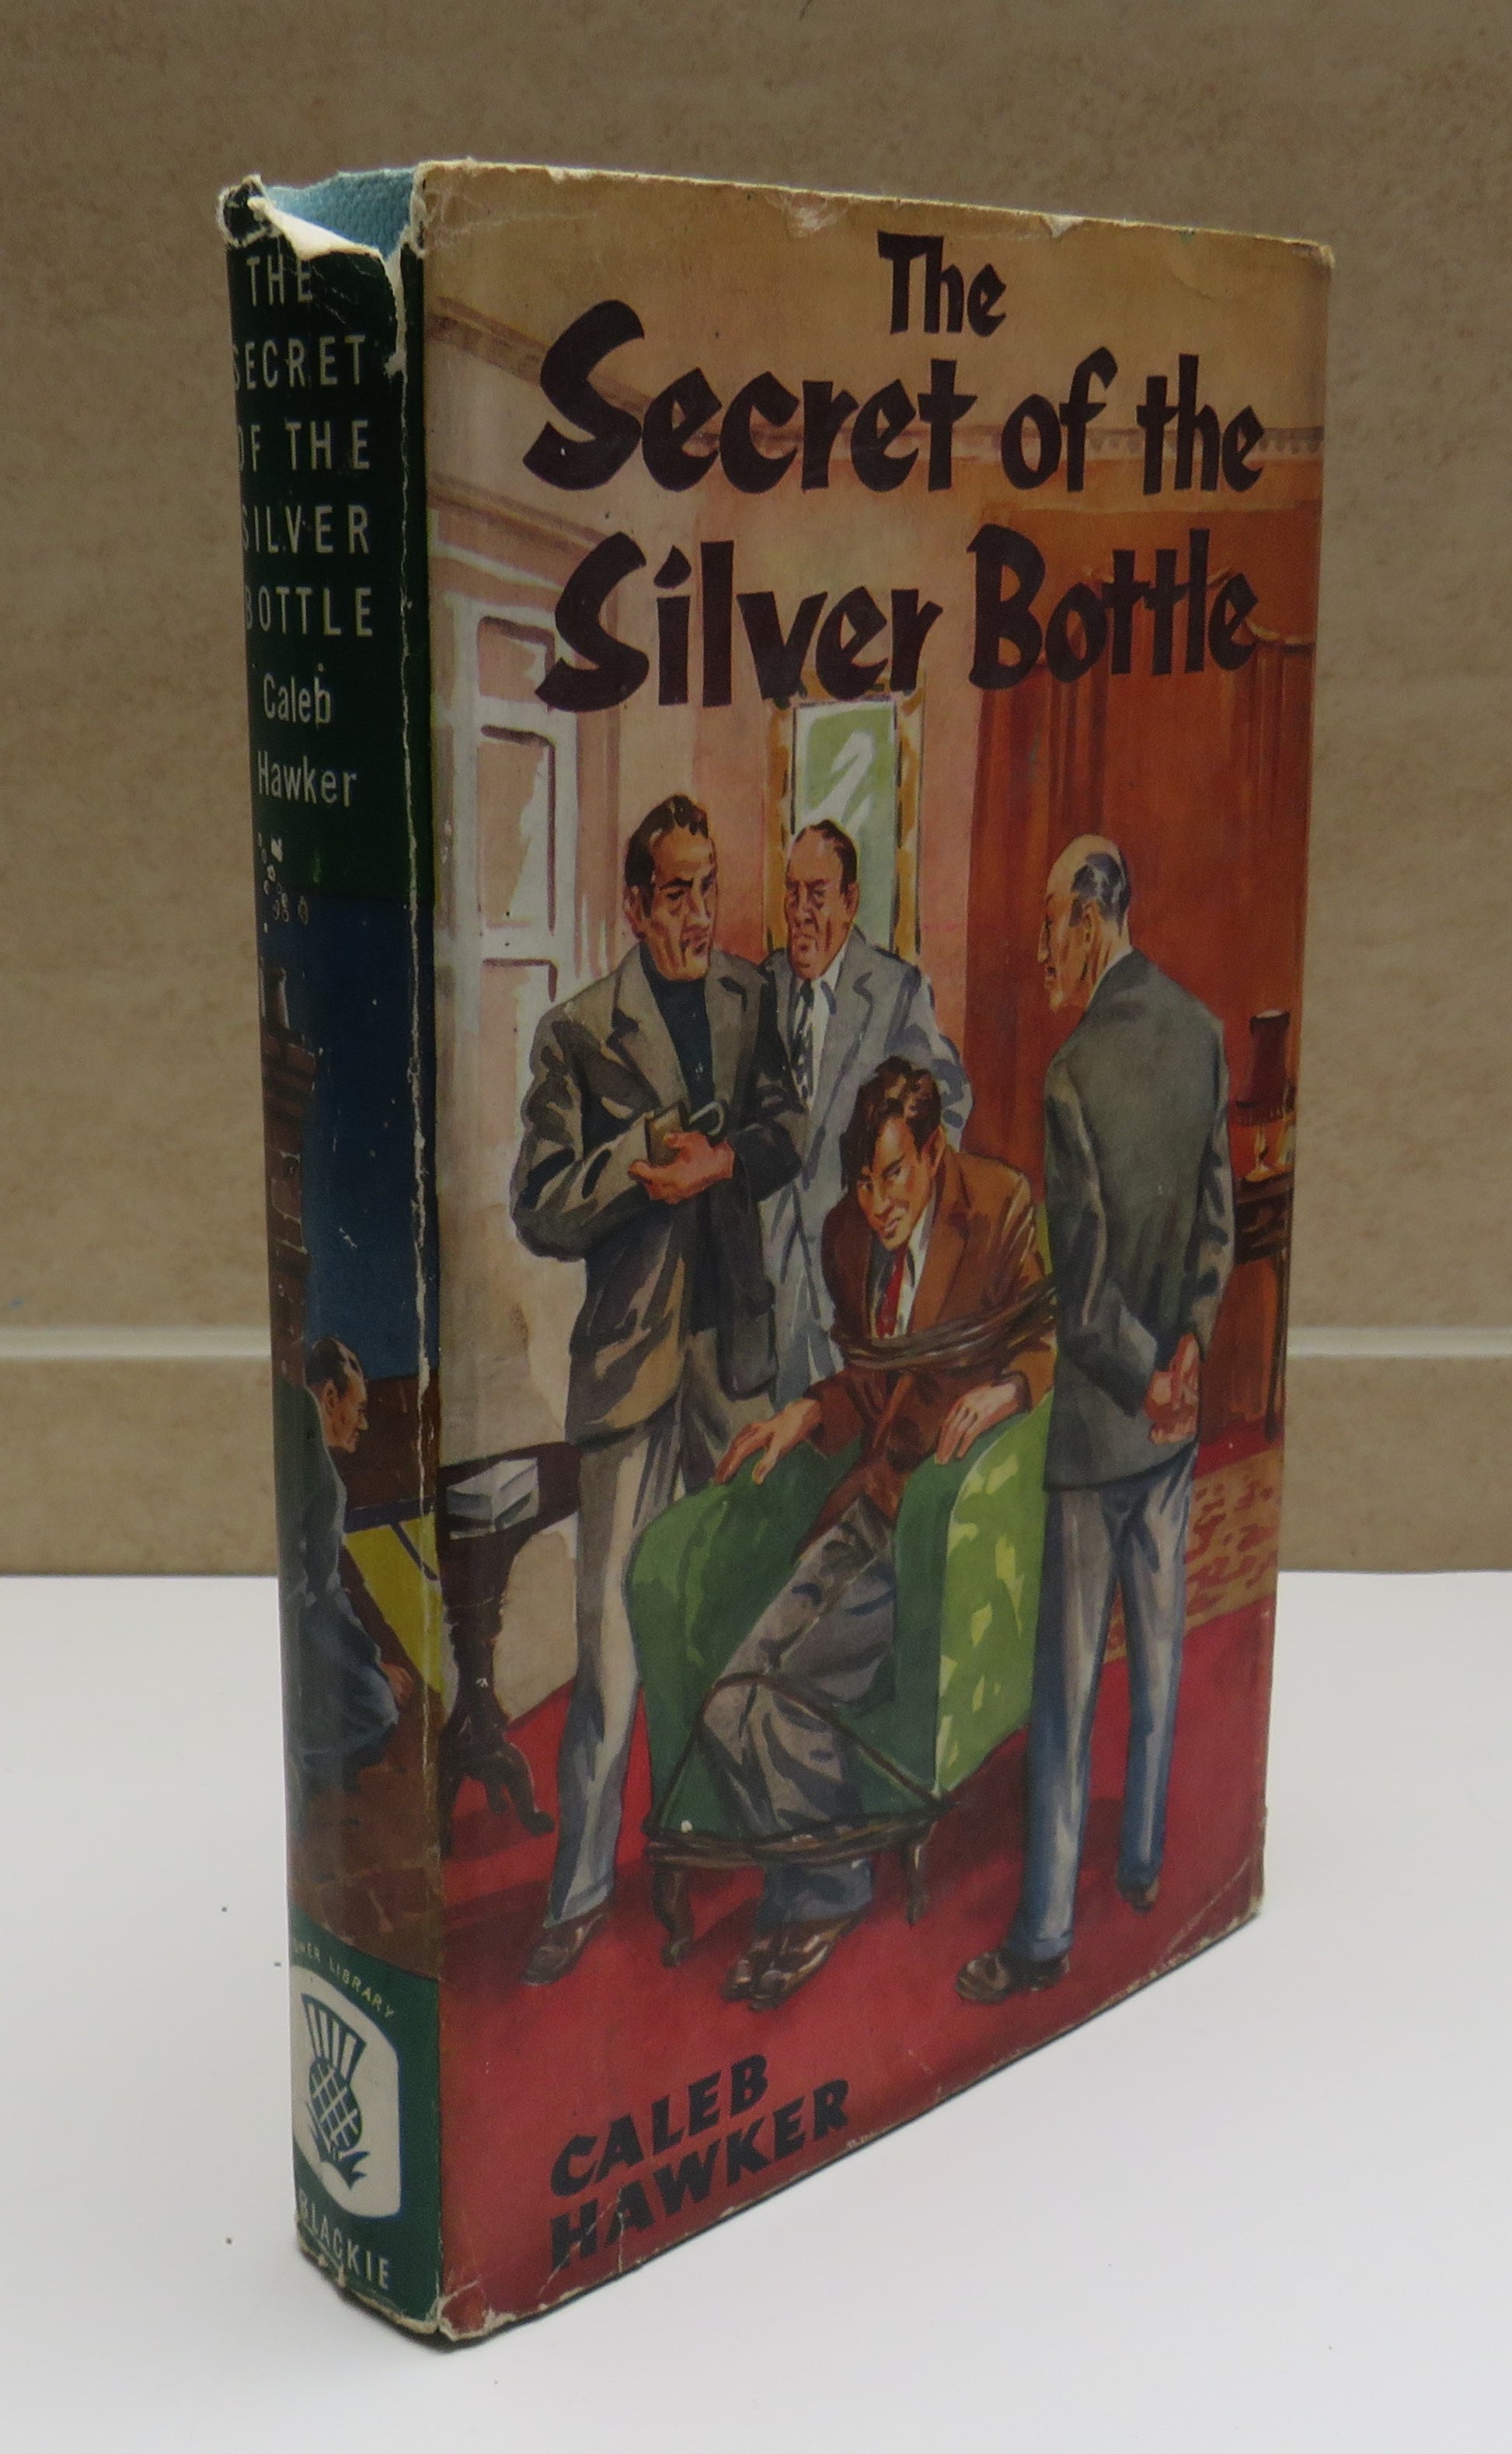 THE
SECRET
OF THE
SILVER
BOTTLE
Caleb
Hawker
LIBRARY
BLACKIE
The
Secret of the
Silver Bottle
CALEB
HAWKER